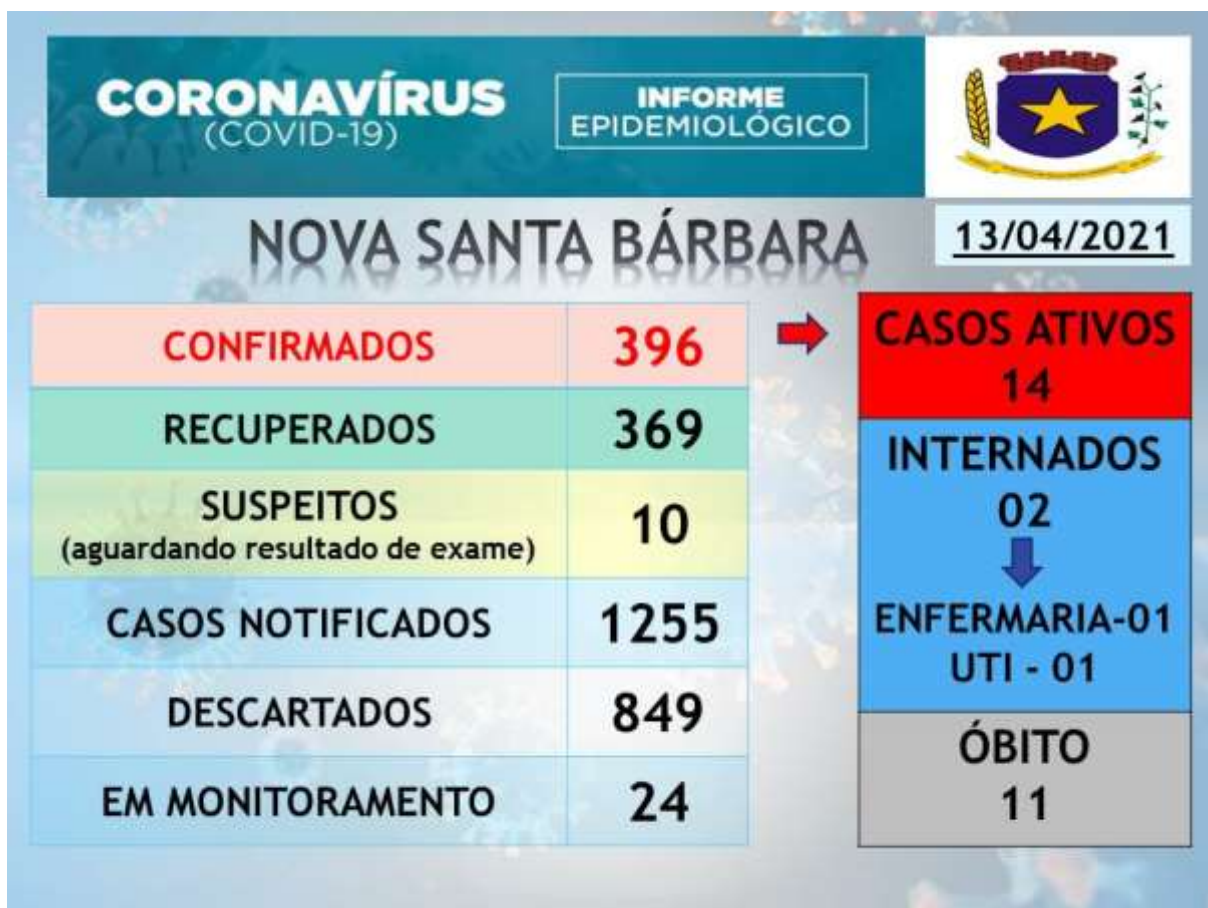 CORONAVÍRUS
(COVID-19)
INFORME
EPIDEMIOLÓGICO
NOVA SANTA BÁRBARA
13/04/2021
CONFIRMADOS 396
RECUPERADOS 369
SUSPEITOS
(aguardando resultado de exame) 10
CASOS NOTIFICADOS 1255
DESCARTADOS 849
EM MONITORAMENTO 24
CASOS ATIVOS
14
INTERNADOS
02
ENFERMARIA-01
UTI - 01
ÓBITO
11